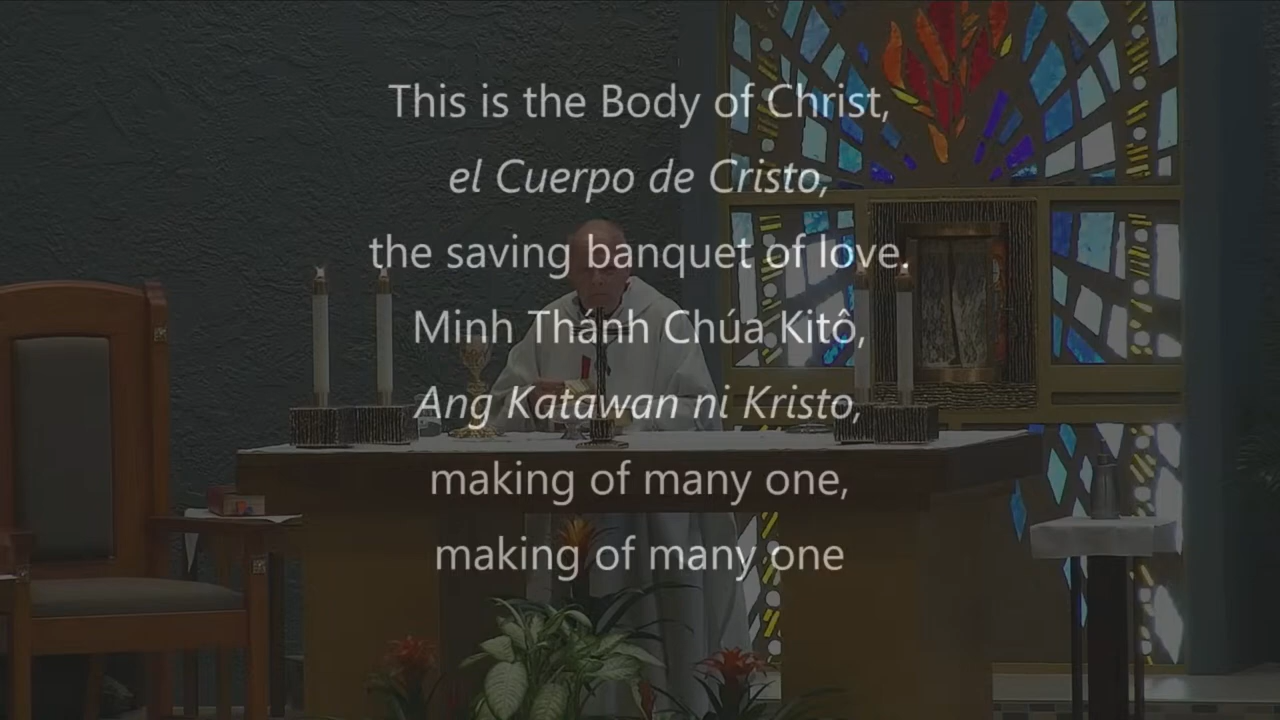 This is the Body of Christ,
el Cuerpo de Cristo,
the saving banquet of love.
Minh Thánh Chúa Kitô,
Ang Katawan ni Kristo,
making of many one,
making of many one